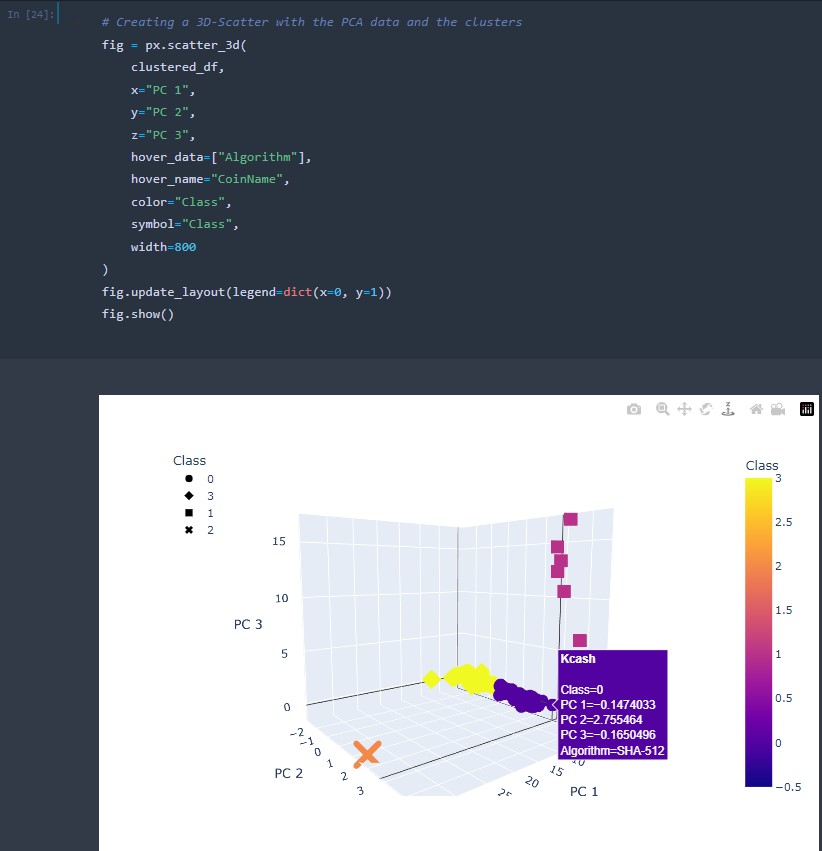 In [24]:
# Creating a 3D-Scatter with the PCA data and the clusters
fig = px.scatter_3d(
    clustered_df,
    x="PC 1",
    y="PC 2",
    z="PC 3",
    hover_data=["Algorithm"],
    hover_name="CoinName",
    color="Class",
    symbol="Class",
    width=800
)
fig.update_layout(legend=dict(x=0, y=1))
fig.show()
Class
0
3
1
2
15
10
5
0
PC 3
−2
−1
0
1
2
3
PC 2
Kcash
Class=0
PC 1=−0.1474033
PC 2=2.755464
PC 3=−0.1650496
Algorithm=SHA-512
15
20
PC 1
Class
3
2.5
2
1.5
1
0.5
0
−0.5